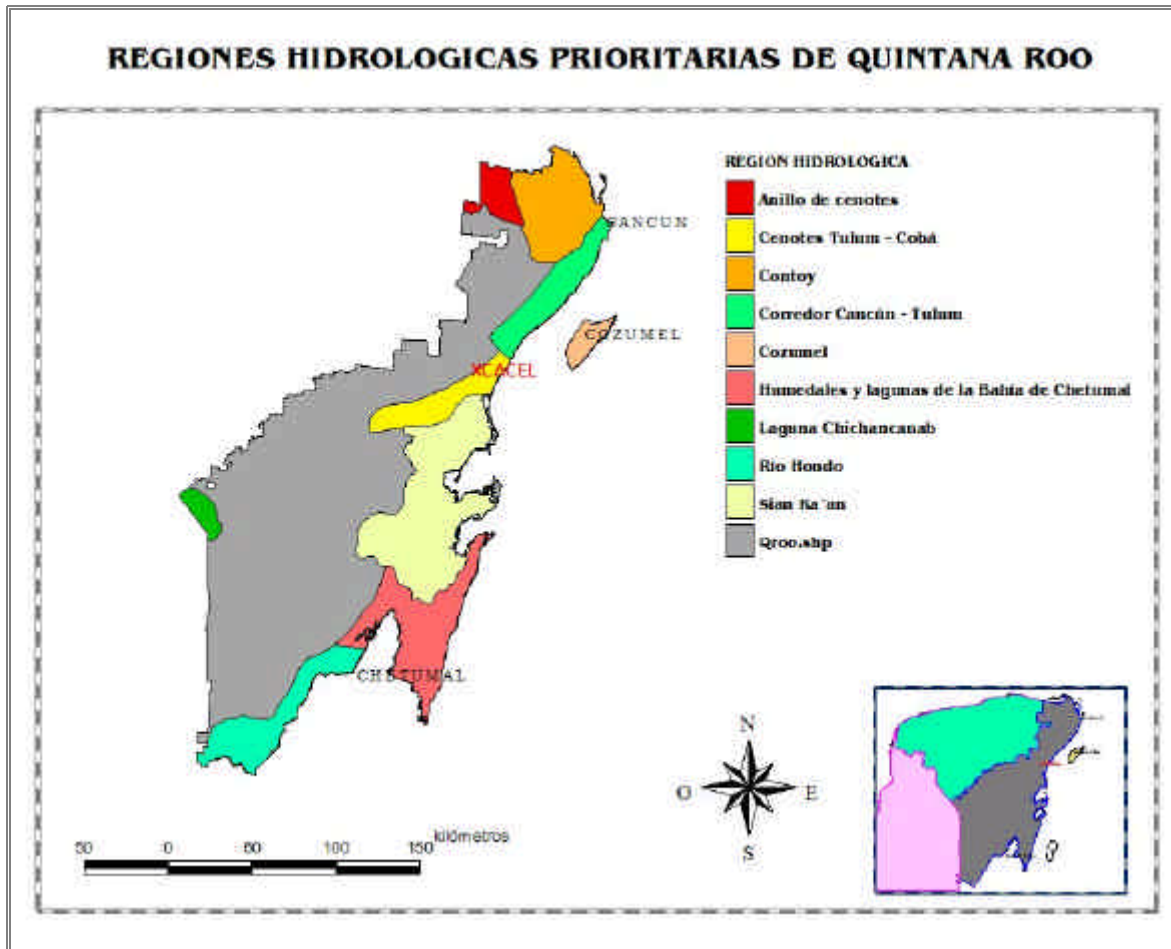 REGIONES HIDROLOGICAS PRIORITARIAS DE QUINTANA ROO
REGION HIDROLOGICA
Anillo de cenotes
Cenotes Tulum - Cobá
Contoy
Corredor Cancún - Tulum
Cozumel
Humedales y lagunas de la Bahía de Chetumal
Laguna Chichancanab
Río Hondo
Sian Ka´an
Qroo.shp
CANCUN
COZUMEL
XCACEL
CHETUMAL
N
O
E
S
50 0 50 100 150 kilómetros